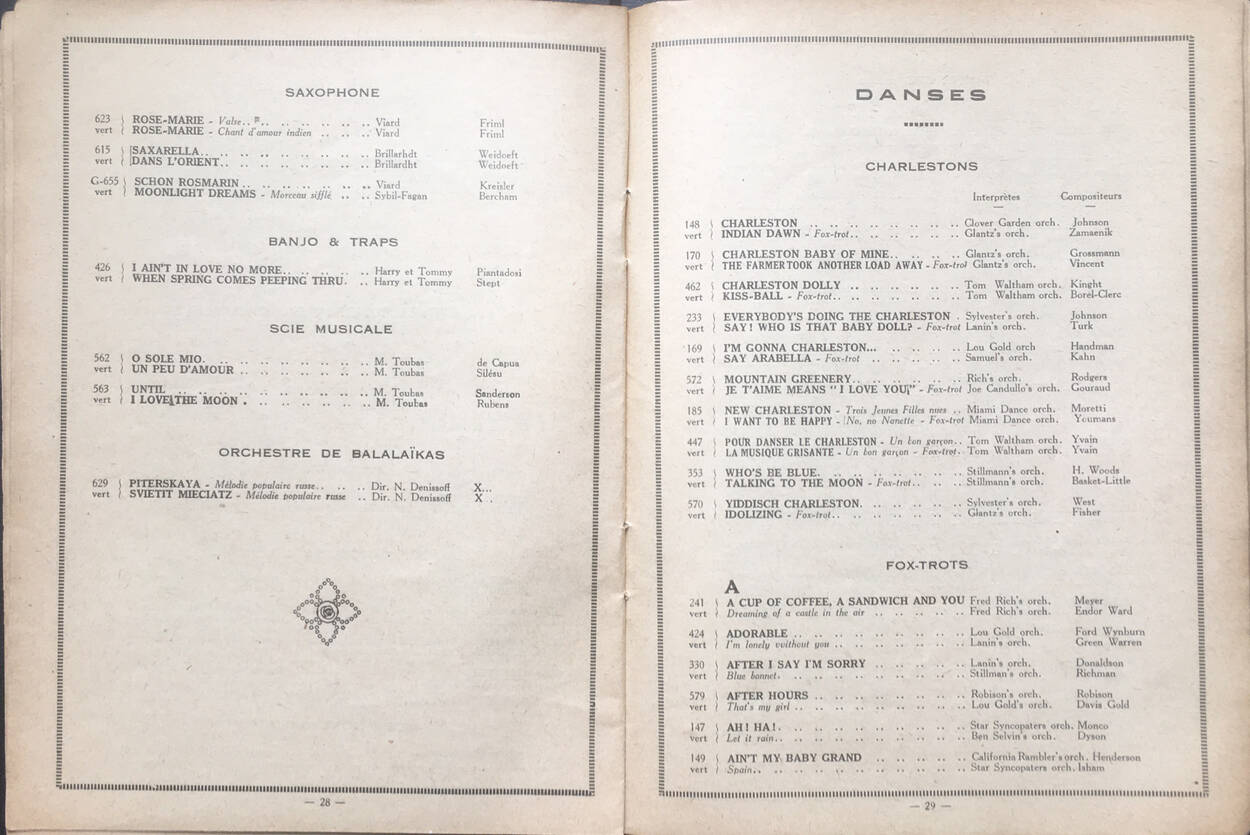 SAXOPHONE
623 ROSE-MARIE - Valse.. .. .. .. .. .. .. Viard Friml
vert ROSE-MARIE - Chant d'amour indien .. .. .. Viard Friml
615 SAXARELLA.. .. .. .. .. .. .. .. .. Brillarhdt Weidoeft
vert DANS L'ORIENT.. .. .. .. .. .. .. .. Brillardht Weidoeft
G-655 SCHON ROSMARIN .. .. .. .. .. .. .. .. Viard Kreisler
vert MOONLIGHT DREAMS - Morceau sifflé .. .. Sybil-Fagan Bercham
BANJO & TRAPS
426 I AIN'T IN LOVE NO MORE.. .. .. .. .. .. Harry et Tommy Piantadosi
vert WHEN SPRING COMES PEEPING THRU. .. Harry et Tommy Stept
SCIE MUSICALE
562 O SOLE MIO. .. .. .. .. .. .. .. .. .. M. Toubas de Capua
vert UN PEU D'AMOUR .. .. .. .. .. .. .. .. M. Toubas Silésu
563 UNTIL .. .. .. .. .. .. .. .. .. .. .. M. Toubas Sanderson
vert I LOVE THE MOON . .. .. .. .. .. .. .. M. Toubas Rubens
ORCHESTRE DE BALALAÏKAS
629 PITERSKAYA - Mélodie populaire russe.. .. .. .. Dir. N. Denissoff X...
vert SVIETIT MIECIATZ - Mélodie populaire russe .. .. Dir. N. Denissoff X .
— 28 —
DANSES
CHARLESTONS
Interprètes Compositeurs
148 CHARLESTON .. .. .. .. .. .. .. .. .. Clover Garden orch. Johnson
vert INDIAN DAWN - Fox-trot.. .. .. .. .. .. .. Glantz's orch. Zamaenik
170 CHARLESTON BABY OF MINE.. .. .. .. .. Glantz's orch. Grossmann
vert THE FARMER TOOK ANOTHER LOAD AWAY - Fox-trot Glantz's orch. Vincent
462 CHARLESTON DOLLY .. .. .. .. .. .. .. Tom Waltham orch. Kinght
vert KISS-BALL - Fox-trot.. .. .. .. .. .. .. .. Tom Waltham orch. Borel-Clerc
233 EVERYBODY'S DOING THE CHARLESTON . Sylvester's orch. Johnson
vert SAY! WHO IS THAT BABY DOLL? - Fox-trot Lanin's orch. Turk
169 I'M GONNA CHARLESTON... .. .. .. .. .. Lou Gold orch Handman
vert SAY ARABELLA - Fox-trot .. .. .. .. .. .. Samuel's orch. Kahn
572 MOUNTAIN GREENERY.. .. .. .. .. .. .. Rich's orch. Rodgers
vert JE T'AIME MEANS "I LOVE YOU" - Fox-trot Joe Candullo's orch. Gouraud
185 NEW CHARLESTON - Trois Jeunes Filles nues .. Miami Dance orch. Moretti
vert I WANT TO BE HAPPY - No, no Nanette - Fox-trot Miami Dance orch. Youmans
447 POUR DANSER LE CHARLESTON - Un bon garçon.. Tom Waltham orch Yvain
vert LA MUSIQUE GRISANTE - Un bon garçon - Fox-trot. Tom Waltham orch. Yvain
353 WHO'S BE BLUE. .. .. .. .. .. .. .. .. Stillmann's orch. H. Woods
vert TALKING TO THE MOON - Fox-trot.. .. .. .. Stillmann's orch. Basket-Little
570 YIDDISCH CHARLESTON. .. .. .. .. .. .. Sylvester's orch West
vert IDOLIZING - Fox-trot.. .. .. .. .. .. .. .. Glantz's orch. Fisher
FOX-TROTS
A
241 A CUP OF COFFEE, A SANDWICH AND YOU Fred Rich's orch. Meyer
vert Dreaming of a castle in the air .. .. .. .. .. Fred Rich's orch. Endor Ward
424 ADORABLE .. .. .. .. .. .. .. .. .. Lou Gold orch. Ford Wynburn
vert I'm lonely without you .. .. .. .. .. .. .. Lanin's orch. Green Warren
330 AFTER I SAY I'M SORRY .. .. .. .. .. .. Lanin's orch. Donaldson
vert Blue bonnet. .. .. .. .. .. .. .. .. .. Stillman's orch. Richman
579 AFTER HOURS .. .. .. .. .. .. .. .. Robison's orch. Robison
vert That's my girl .. .. .. .. .. .. .. .. .. Lou Gold's orch. Davis Gold
147 AH! HA!. .. .. .. .. .. .. .. .. .. Star Syncopaters orch. Monco
vert Let it rain.. .. .. .. .. .. .. .. .. .. Ben Selvin's orch. Dyson
149 AIN'T MY BABY GRAND .. .. .. .. .. .. California Rambler's orch. Henderson
vert Spain.. .. .. .. .. .. .. .. .. .. .. Star Syncopaters orch. Isham
— 29 —